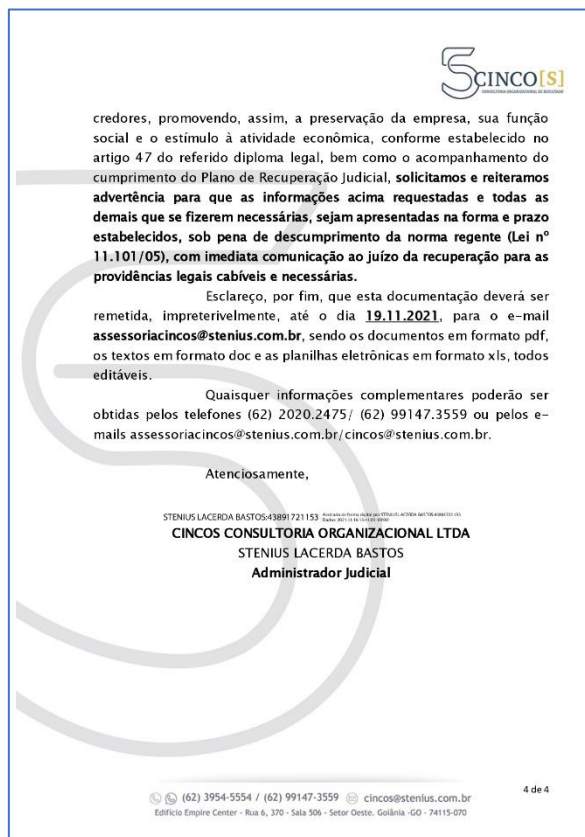 CINCO[S]
CONSULTORIA ORGANIZACIONAL DE RESULTADO
credores, promovendo, assim, a preservação da empresa, sua função
social e o estímulo à atividade econômica, conforme estabelecido no
artigo 47 do referido diploma legal, bem como o acompanhamento do
cumprimento do Plano de Recuperação Judicial, solicitamos e reiteramos
advertência para que as informações acima requestadas e todas as
demais que se fizerem necessárias, sejam apresentadas na forma e prazo
estabelecidos, sob pena de descumprimento da norma regente (Lei nº
11.101/05), com imediata comunicação ao juízo da recuperação para as
providências legais cabíveis e necessárias.
Esclareço, por fim, que esta documentação deverá ser
remetida, impreterivelmente, até o dia 19.11.2021, para o e-mail
assessoriacincos@stenius.com.br, sendo os documentos em formato pdf,
os textos em formato doc e as planilhas eletrônicas em formato xls, todos
editáveis.
Quaisquer informações complementares poderão ser
obtidas pelos telefones (62) 2020.2475/ (62) 99147.3559 ou pelos e-
mails assessoriacincos@stenius.com.br/cincos@stenius.com.br.
Atenciosamente,
STENIUS LACERDA BASTOS:43891721153
CINCOS CONSULTORIA ORGANIZACIONAL LTDA
STENIUS LACERDA BASTOS
Administrador Judicial
4 de 4
(62) 3954-5554 / (62) 99147-3559 cincos@stenius.com.br
Edifício Empire Center - Rua 6, 370 - Sala 506 - Setor Oeste. Goiânia -GO - 74115-070